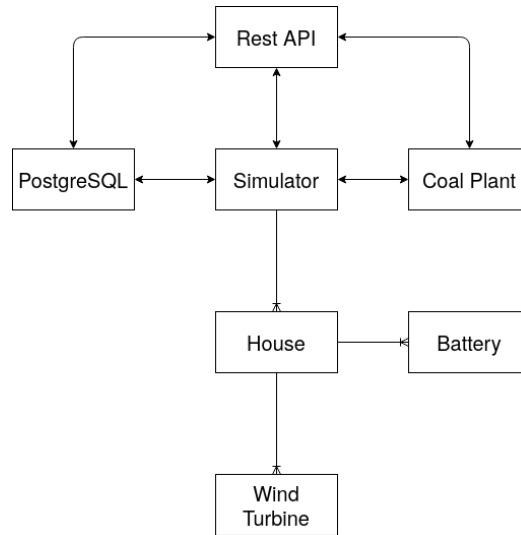 Rest API
PostgreSQL
Simulator
Coal Plant
House
Battery
Wind
Turbine